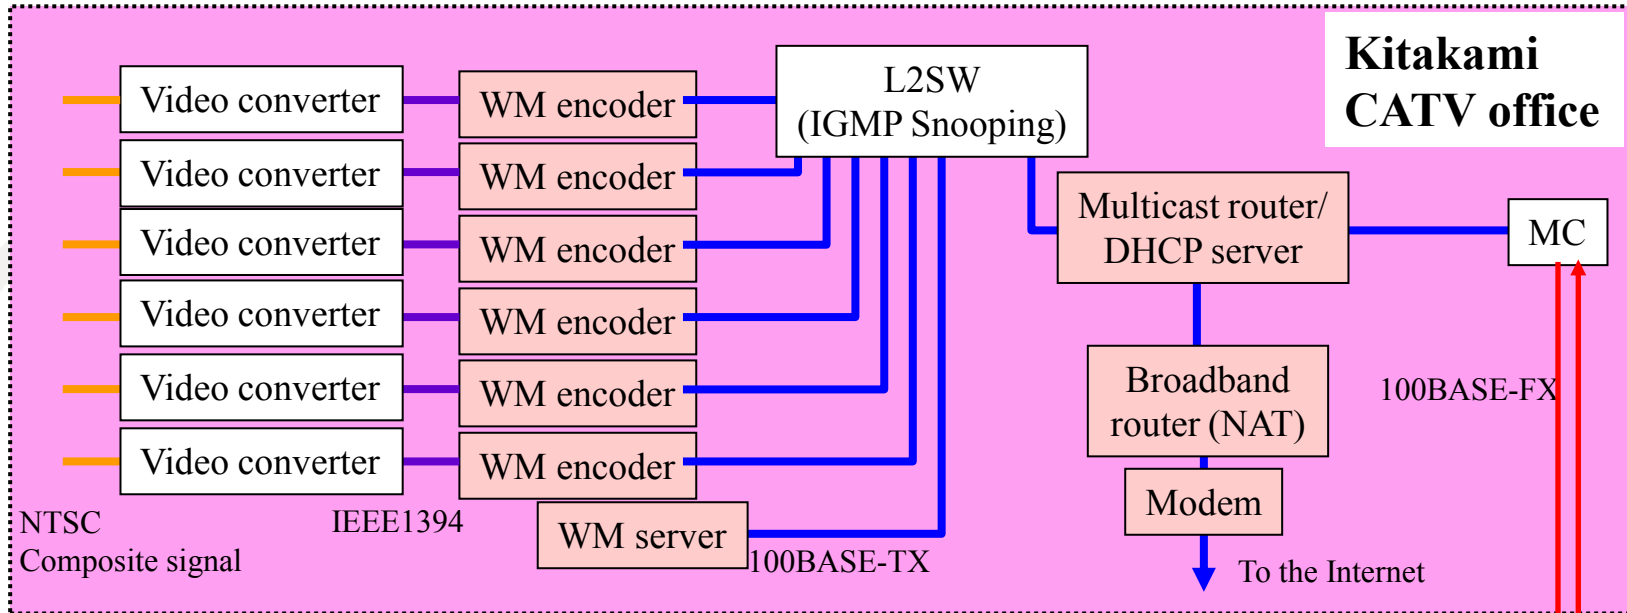 Kitakami
CATV office
L2SW
(IGMP Snooping)
Video converter
WM encoder
Video converter
WM encoder
Video converter
WM encoder
Video converter
WM encoder
Video converter
WM encoder
Video converter
WM encoder
Multicast router/
DHCP server
MC
Broadband
router (NAT)
100BASE-FX
Modem
NTSC
Composite signal
IEEE1394
WM server
100BASE-TX
To the Internet